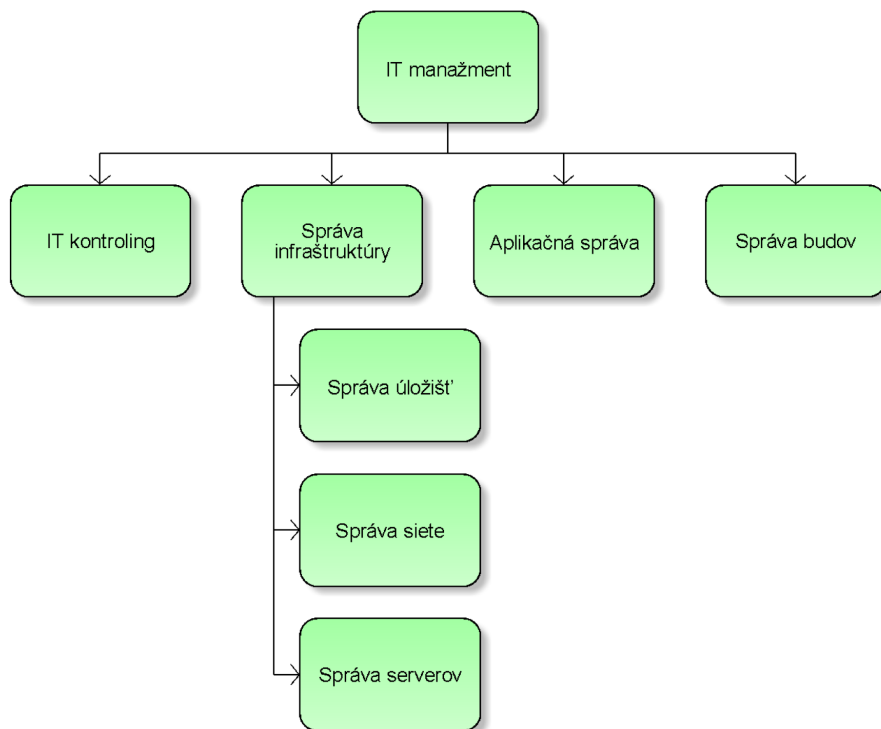 IT manažment
IT kontroling
Správa
infraštruktúry
Aplikačná správa
Správa budov
Správa úložišť
Správa siete
Správa serverov